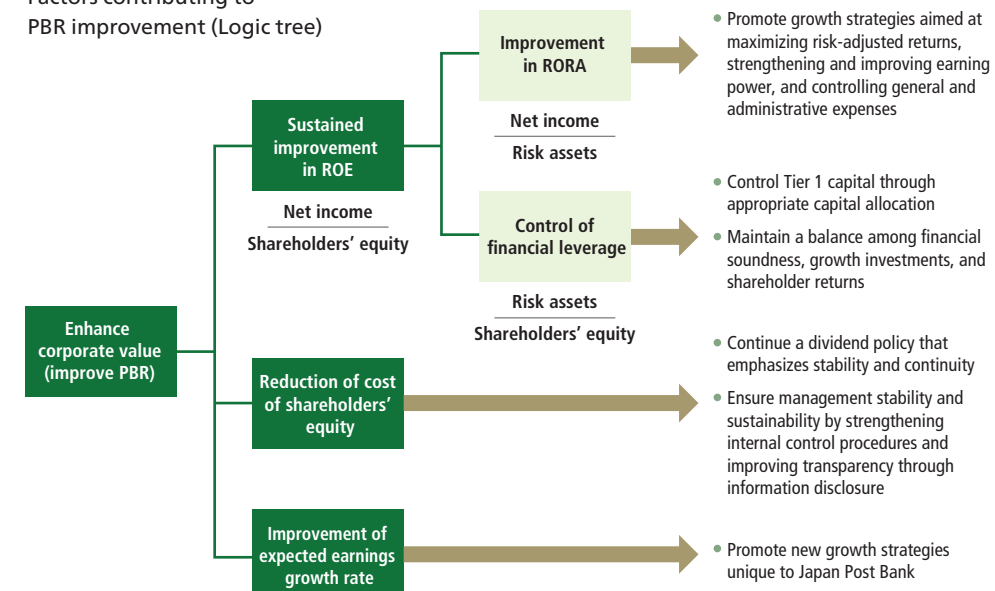 Factors contributing to
PBR improvement (Logic tree)
Enhance
corporate value
(improve PBR)
Sustained
improvement
in ROE
Net income
Shareholders' equity
Improvement
in RORA
Net income
Risk assets
• Promote growth strategies aimed at
maximizing risk-adjusted returns,
strengthening and improving earning
power, and controlling general and
administrative expenses
Control of
financial leverage
Risk assets
Shareholders' equity
• Control Tier 1 capital through
appropriate capital allocation
• Maintain a balance among financial
soundness, growth investments, and
shareholder returns
Reduction of cost
of shareholders'
equity
• Continue a dividend policy that
emphasizes stability and continuity
• Ensure management stability and
sustainability by strengthening
internal control procedures and
improving transparency through
information disclosure
Improvement of
expected earnings
growth rate
• Promote new growth strategies
unique to Japan Post Bank